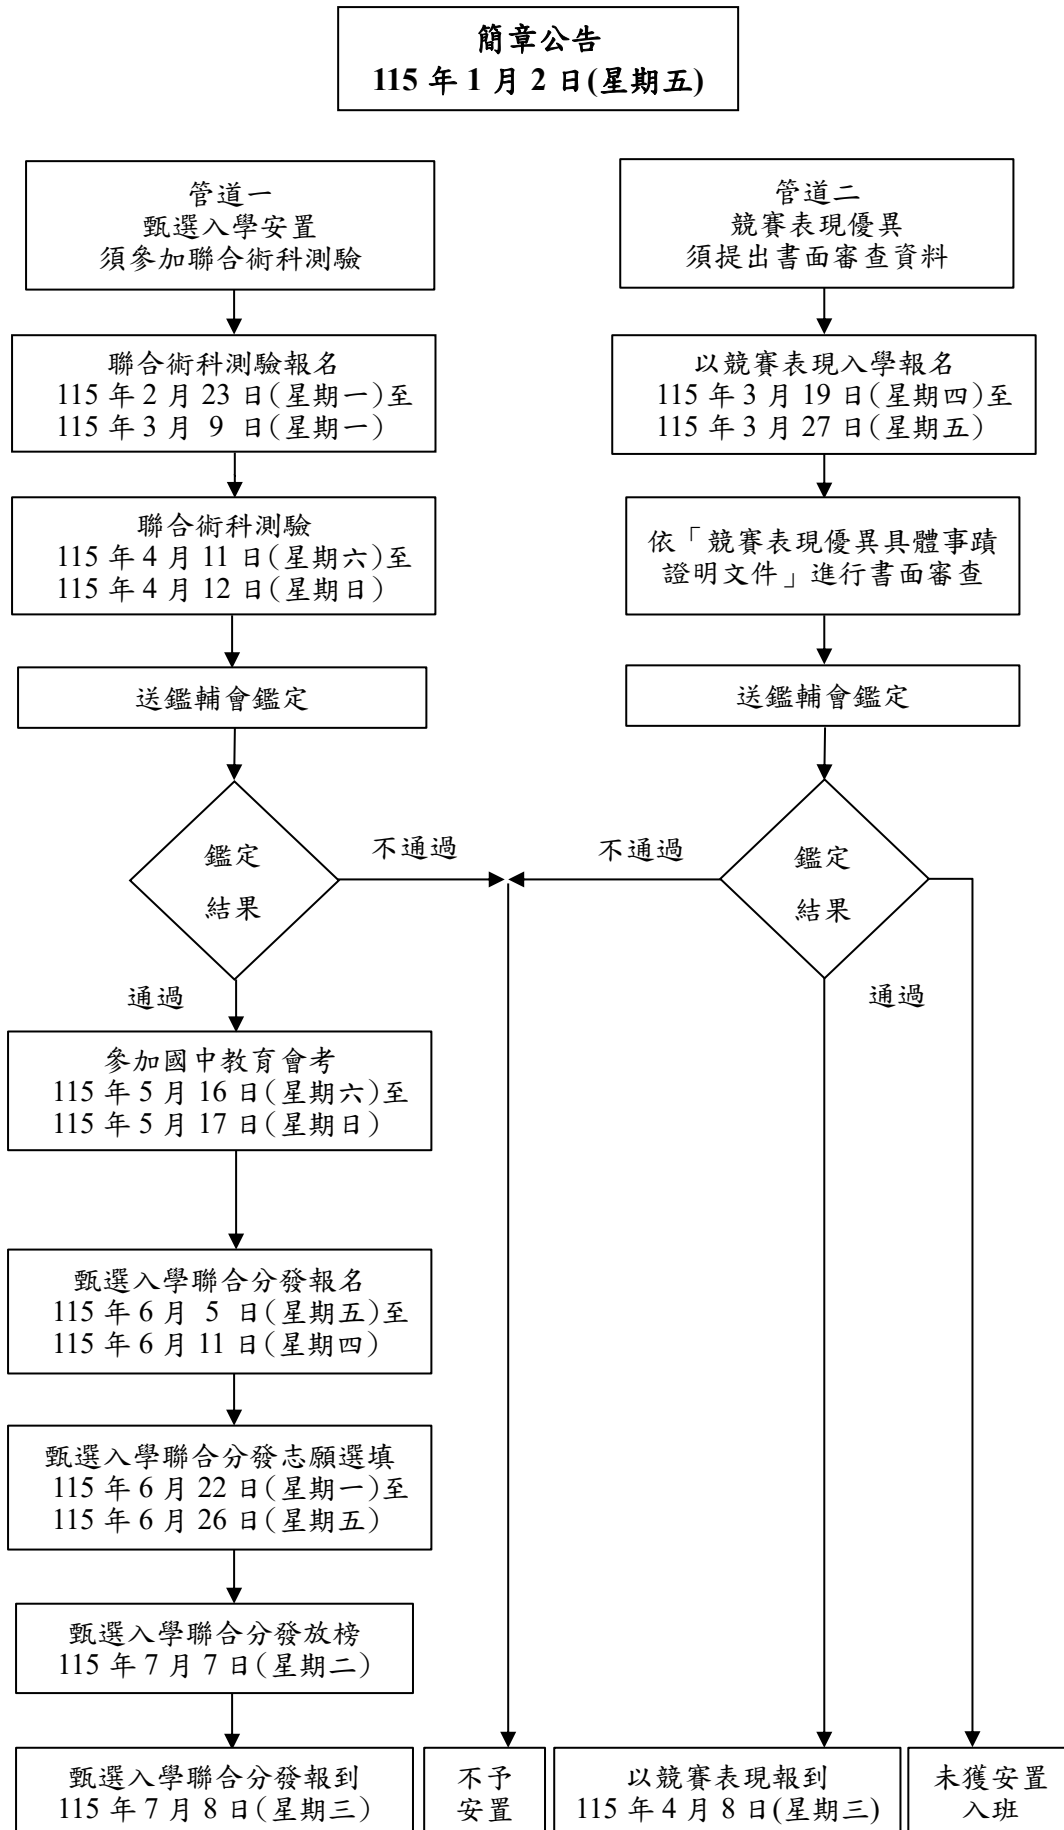 簡章公告
115 年 1 月 2 日(星期五)
管道一
甄選入學安置
須參加聯合術科測驗
管道二
競賽表現優異
須提出書面審查資料
聯合術科測驗報名
115 年 2 月 23 日(星期一)至
115 年 3 月 9 日(星期一)
以競賽表現入學報名
115 年 3 月 19 日(星期四)至
115 年 3 月 27 日(星期五)
聯合術科測驗
115 年 4 月 11 日(星期六)至
115 年 4 月 12 日(星期日)
依「競賽表現優異具體事蹟
證明文件」進行書面審查
送鑑輔會鑑定
送鑑輔會鑑定
鑑定
結果
不通過
不通過
鑑定
結果
通過
通過
參加國中教育會考
115 年 5 月 16 日(星期六)至
115 年 5 月 17 日(星期日)
甄選入學聯合分發報名
115 年 6 月 5 日(星期五)至
115 年 6 月 11 日(星期四)
甄選入學聯合分發志願選填
115 年 6 月 22 日(星期一)至
115 年 6 月 26 日(星期五)
甄選入學聯合分發放榜
115 年 7 月 7 日(星期二)
甄選入學聯合分發報到
115 年 7 月 8 日(星期三)
不予
安置
以競賽表現報到
115 年 4 月 8 日(星期三)
未獲安置
入班